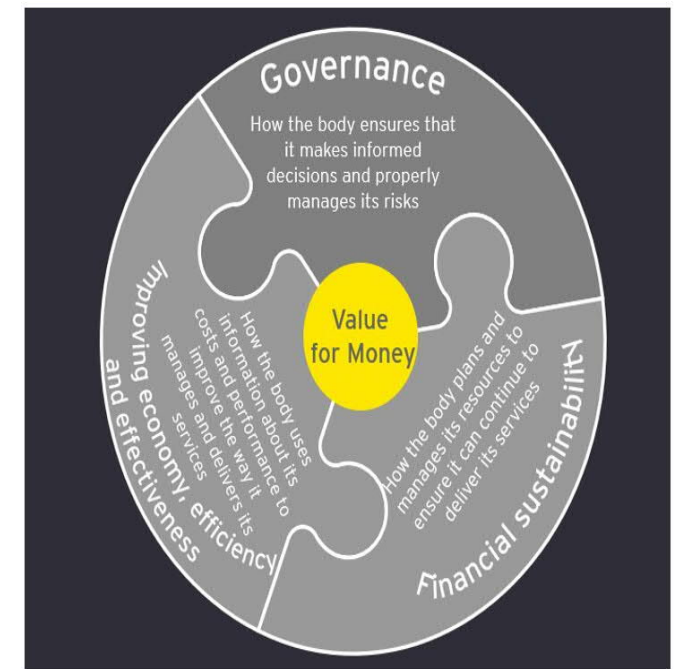 Governance
How the body ensures that
it makes informed
decisions and properly
manages its risks
Value
for Money
Improving economy, efficiency
and effectiveness
How the body uses
information about its
costs and performance to
improve the way it
manages and delivers its
services
How the body plans and
manages its resources to
ensure it can continue to
deliver its services
Financial sustainability